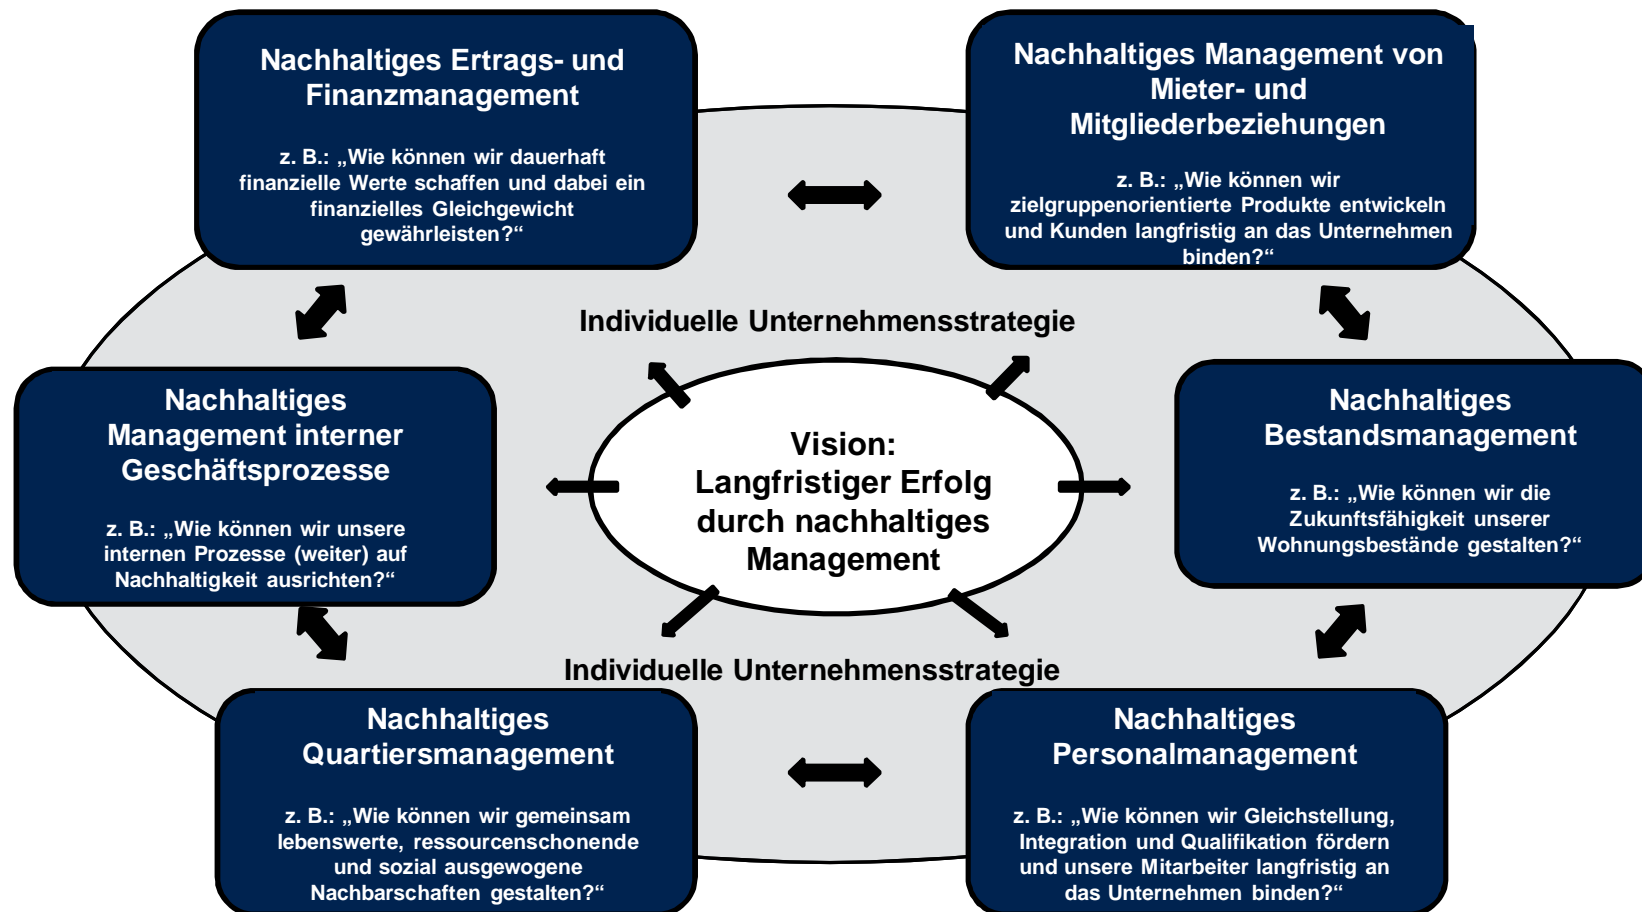 Nachhaltiges Ertrags- und
Finanzmanagement
z. B.: „Wie können wir dauerhaft
finanzielle Werte schaffen und dabei ein
finanzielles Gleichgewicht
gewährleisten?“
Nachhaltiges Management von
Mieter- und
Mitgliederbeziehungen
z. B.: „Wie können wir
zielgruppenorientierte Produkte entwickeln
und Kunden langfristig an das Unternehmen
binden?“
Individuelle Unternehmensstrategie
Nachhaltiges
Management interner
Geschäftsprozesse
z. B.: „Wie können wir unsere
internen Prozesse (weiter) auf
Nachhaltigkeit ausrichten?“
Vision:
Langfristiger Erfolg
durch nachhaltiges
Management
Nachhaltiges
Bestandsmanagement
z. B.: „Wie können wir die
Zukunftsfähigkeit unserer
Wohnungsbestände gestalten?“
Individuelle Unternehmensstrategie
Nachhaltiges
Quartiersmanagement
z. B.: „Wie können wir gemeinsam
lebenswerte, ressourcenschonende
und sozial ausgewogene
Nachbarschaften gestalten?“
Nachhaltiges
Personalmanagement
z. B.: „Wie können wir Gleichstellung,
Integration und Qualifikation fördern
und unsere Mitarbeiter langfristig an
das Unternehmen binden?“